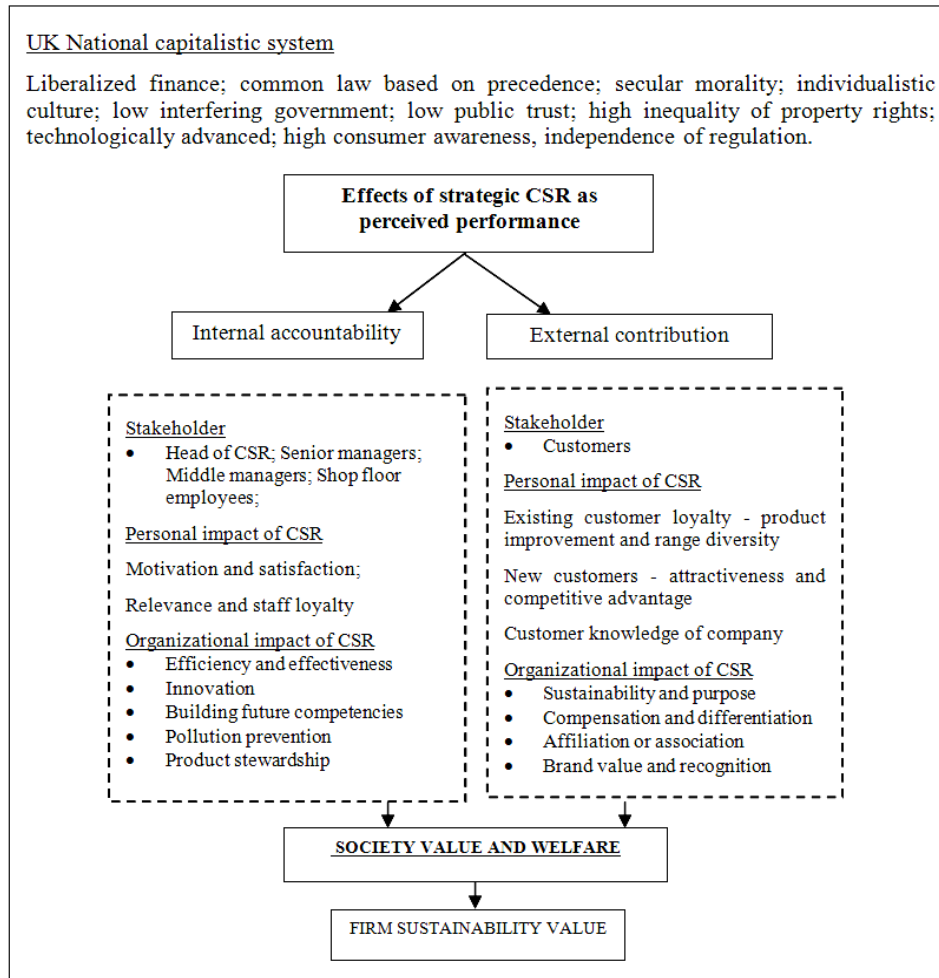 UK National capitalistic system
Liberalized finance; common law based on precedence; secular morality; individualistic
culture; low interfering government; low public trust; high inequality of property rights;
technologically advanced; high consumer awareness, independence of regulation.
Effects of strategic CSR as
perceived performance
Internal accountability
External contribution
Stakeholder
• Head of CSR; Senior managers;
Middle managers; Shop floor
employees;
Personal impact of CSR
Motivation and satisfaction;
Relevance and staff loyalty
Organizational impact of CSR
• Efficiency and effectiveness
• Innovation
• Building future competencies
• Pollution prevention
• Product stewardship
Stakeholder
• Customers
Personal impact of CSR
Existing customer loyalty - product
improvement and range diversity
New customers - attractiveness and
competitive advantage
Customer knowledge of company
Organizational impact of CSR
• Sustainability and purpose
• Compensation and differentiation
• Affiliation or association
• Brand value and recognition
SOCIETY VALUE AND WELFARE
FIRM SUSTAINABILITY VALUE